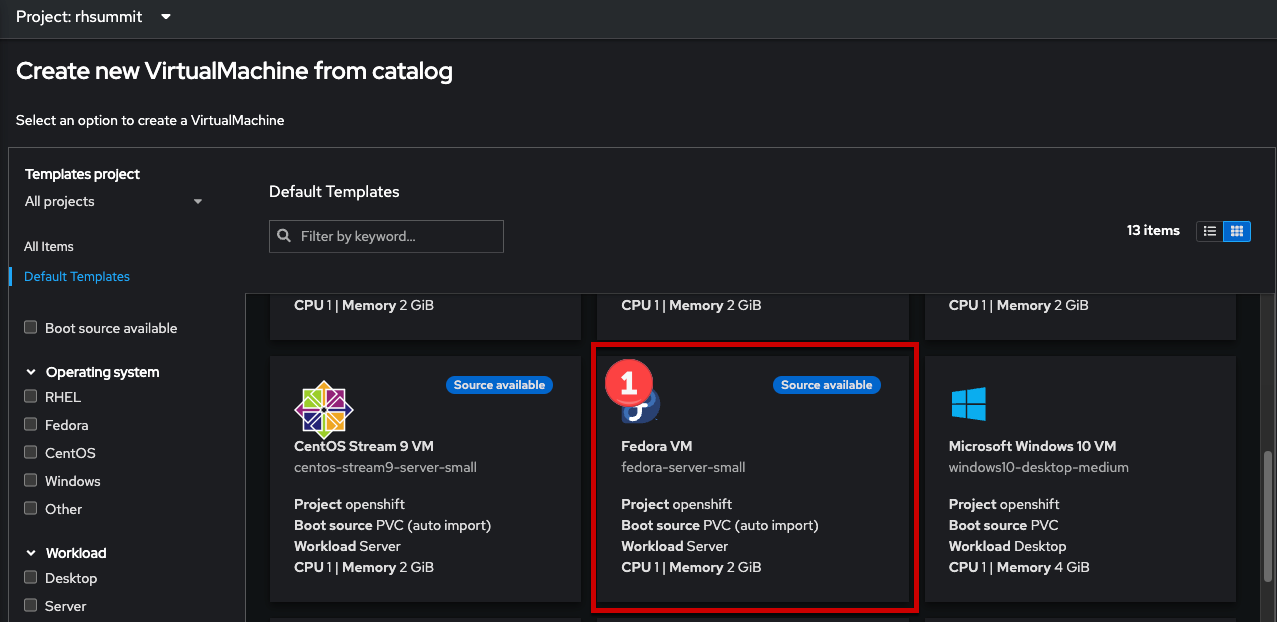 Project: rhsummit
Create new VirtualMachine from catalog
Select an option to create a VirtualMachine
Templates project
All projects
All Items
Default Templates
Boot source available
Operating system
RHEL
Fedora
CentOS
Windows
Other
Workload
Desktop
Server
Default Templates
Filter by keyword...
13 items
CPU 1 | Memory 2 GiB
CPU 1 | Memory 2 GiB
CPU 1 | Memory 2 GiB
Source available
CentOS Stream 9 VM
centos-stream9-server-small
Project openshift
Boot source PVC (auto import)
Workload Server
CPU 1 | Memory 2 GiB
1
Source available
Fedora VM
fedora-server-small
Project openshift
Boot source PVC (auto import)
Workload Server
CPU 1 | Memory 2 GiB
Microsoft Windows 10 VM
windows10-desktop-medium
Project openshift
Boot source PVC
Workload Desktop
CPU 1 | Memory 4 GiB